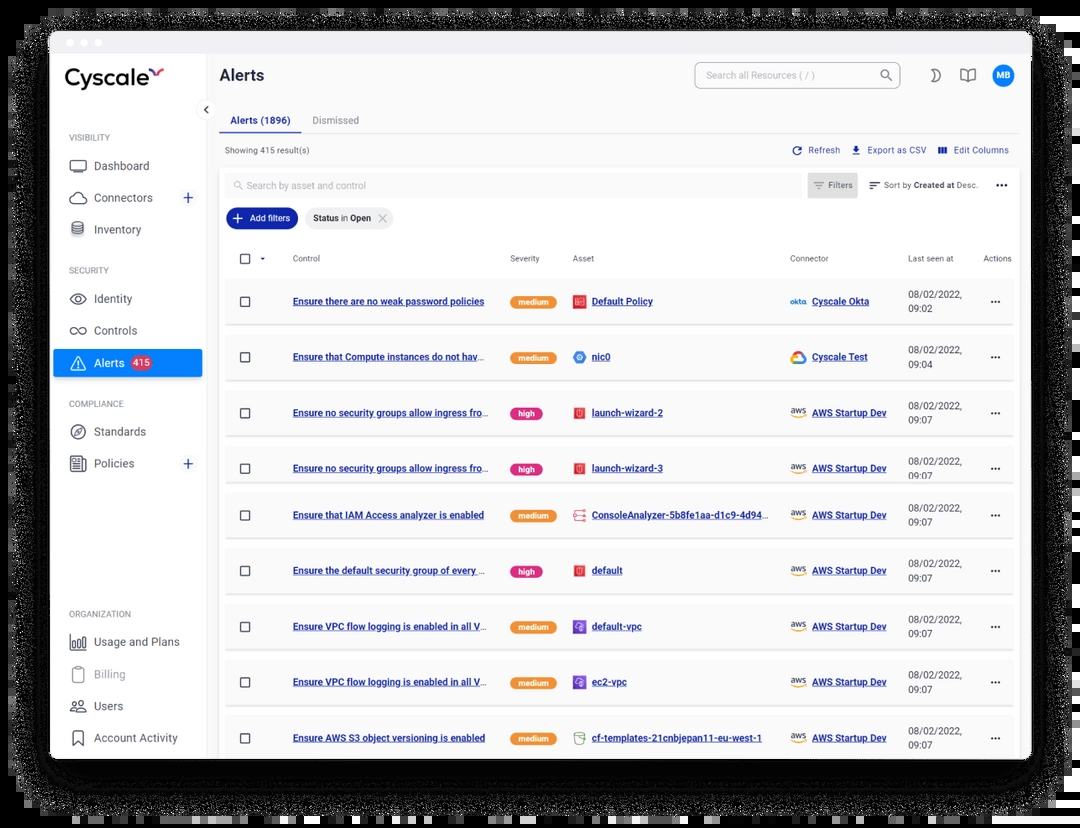 Cyscale
Alerts
Search all Resources ( / )
MB
VISIBILITY
Dashboard
Connectors
Inventory
SECURITY
Identity
Controls
Alerts 415
COMPLIANCE
Standards
Policies
ORGANIZATION
Usage and Plans
Billing
Users
Account Activity
Alerts (1896) Dismissed
Showing 415 result(s)
Refresh Export as CSV Edit Columns
Search by asset and control
Filters Sort by Created at Desc.
Add filters Status in Open
Control Severity Asset Connector Last seen at Actions
Ensure there are no weak password policies medium Default Policy okta Cyscale Okta 08/02/2022,
09:02
Ensure that Compute instances do not hav… medium nic0 Cyscale Test 08/02/2022,
09:04
Ensure no security groups allow ingress fro… high launch-wizard-2 aws AWS Startup Dev 08/02/2022,
09:07
Ensure no security groups allow ingress fro… high launch-wizard-3 aws AWS Startup Dev 08/02/2022,
09:07
Ensure that IAM Access analyzer is enabled medium ConsoleAnalyzer-5b8fe1aa-d1c9-4d94… aws AWS Startup Dev 08/02/2022,
09:07
Ensure the default security group of every … high default aws AWS Startup Dev 08/02/2022,
09:07
Ensure VPC flow logging is enabled in all V… medium default-vpc aws AWS Startup Dev 08/02/2022,
09:07
Ensure VPC flow logging is enabled in all V… medium ec2-vpc aws AWS Startup Dev 08/02/2022,
09:07
Ensure AWS S3 object versioning is enabled medium cf-templates-21cnbjepan11-eu-west-1 aws AWS Startup Dev 08/02/2022,
09:07